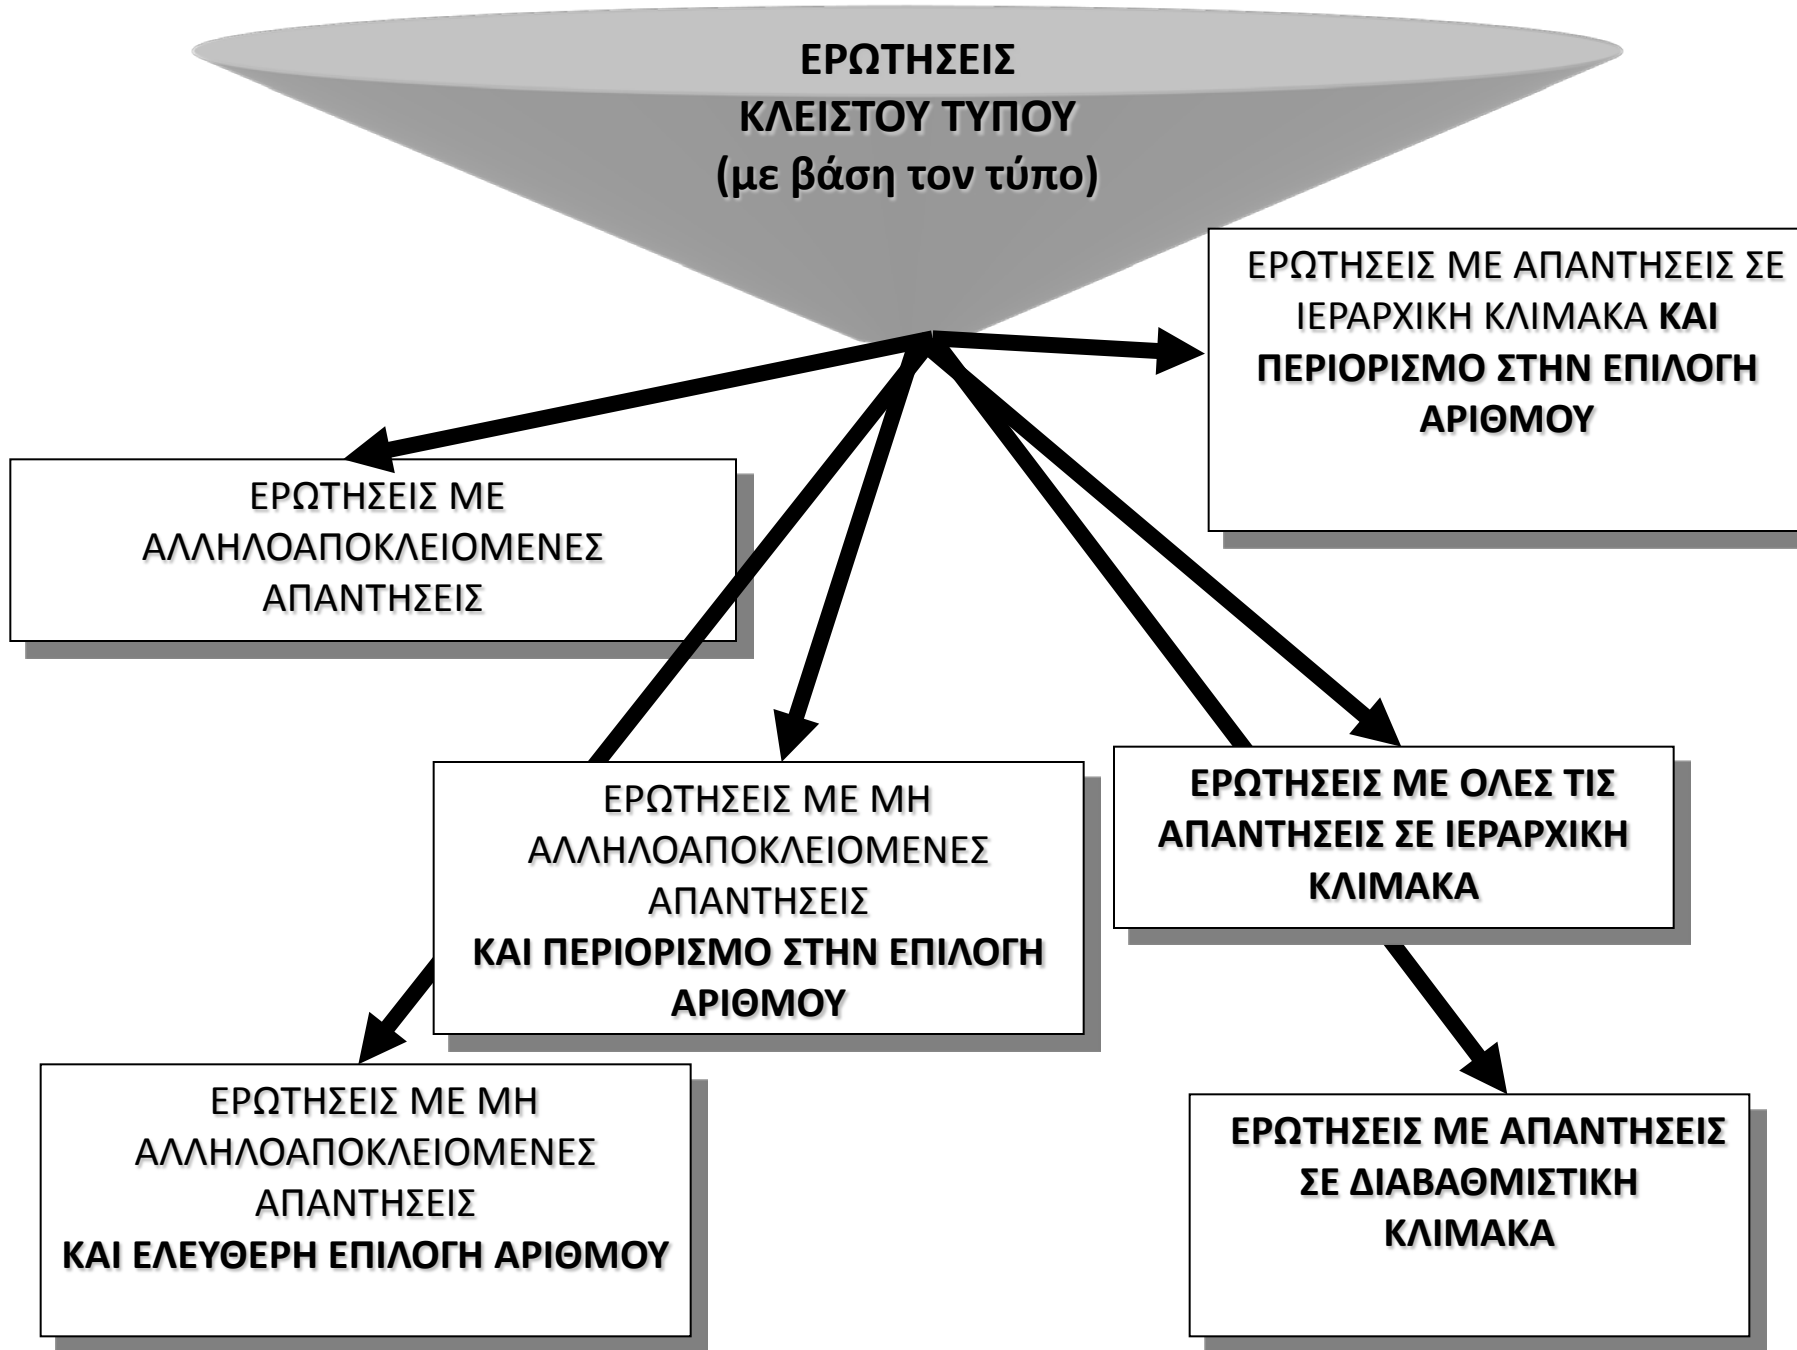 ΕΡΩΤΗΣΕΙΣ
ΚΛΕΙΣΤΟΥ ΤΥΠΟΥ
(με βάση τον τύπο)
ΕΡΩΤΗΣΕΙΣ ΜΕ ΑΠΑΝΤΗΣΕΙΣ ΣΕ
ΙΕΡΑΡΧΙΚΗ ΚΛΙΜΑΚΑ ΚΑΙ
ΠΕΡΙΟΡΙΣΜΟ ΣΤΗΝ ΕΠΙΛΟΓΗ
ΑΡΙΘΜΟΥ
ΕΡΩΤΗΣΕΙΣ ΜΕ
ΑΛΛΗΛΟΑΠΟΚΛΕΙΟΜΕΝΕΣ
ΑΠΑΝΤΗΣΕΙΣ
ΕΡΩΤΗΣΕΙΣ ΜΕ ΜΗ
ΑΛΛΗΛΟΑΠΟΚΛΕΙΟΜΕΝΕΣ
ΑΠΑΝΤΗΣΕΙΣ
ΚΑΙ ΠΕΡΙΟΡΙΣΜΟ ΣΤΗΝ ΕΠΙΛΟΓΗ
ΑΡΙΘΜΟΥ
ΕΡΩΤΗΣΕΙΣ ΜΕ ΟΛΕΣ ΤΙΣ
ΑΠΑΝΤΗΣΕΙΣ ΣΕ ΙΕΡΑΡΧΙΚΗ
ΚΛΙΜΑΚΑ
ΕΡΩΤΗΣΕΙΣ ΜΕ ΜΗ
ΑΛΛΗΛΟΑΠΟΚΛΕΙΟΜΕΝΕΣ
ΑΠΑΝΤΗΣΕΙΣ
ΚΑΙ ΕΛΕΥΘΕΡΗ ΕΠΙΛΟΓΗ ΑΡΙΘΜΟΥ
ΕΡΩΤΗΣΕΙΣ ΜΕ ΑΠΑΝΤΗΣΕΙΣ
ΣΕ ΔΙΑΒΑΘΜΙΣΤΙΚΗ
ΚΛΙΜΑΚΑ